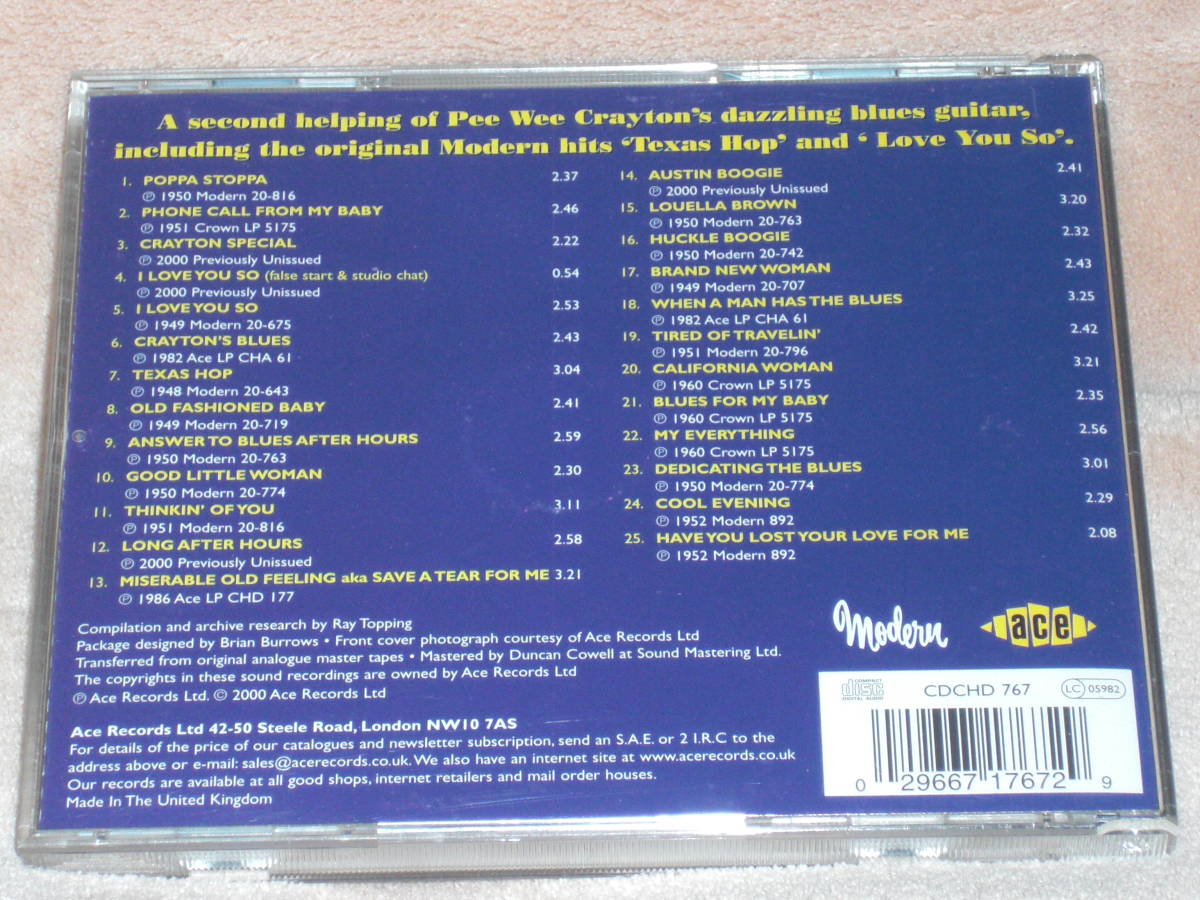 A second helping of Pee Wee Crayton's dazzling blues guitar,
including the original Modern hits 'Texas Hop' and ' Love You So'.
1. POPPA STOPPA 2.37
℗ 1950 Modern 20-816
2. PHONE CALL FROM MY BABY 2.46
℗ 1951 Crown LP 5175
3. CRAYTON SPECIAL 2.22
℗ 2000 Previously Unissued
4. I LOVE YOU SO (false start & studio chat) 0.54
℗ 2000 Previously Unissued
5. I LOVE YOU SO 2.53
℗ 1949 Modern 20-675
6. CRAYTON'S BLUES 2.43
℗ 1982 Ace LP CHA 61
7. TEXAS HOP 3.04
℗ 1948 Modern 20-643
8. OLD FASHIONED BABY 2.41
℗ 1949 Modern 20-719
9. ANSWER TO BLUES AFTER HOURS 2.59
℗ 1950 Modern 20-763
10. GOOD LITTLE WOMAN 2.30
℗ 1950 Modern 20-774
11. THINKIN' OF YOU 3.11
℗ 1951 Modern 20-816
12. LONG AFTER HOURS 2.58
℗ 2000 Previously Unissued
13. MISERABLE OLD FEELING aka SAVE A TEAR FOR ME 3.21
℗ 1986 Ace LP CHD 177
14. AUSTIN BOOGIE 2.41
℗ 2000 Previously Unissued
15. LOUELLA BROWN 3.20
℗ 1950 Modern 20-763
16. HUCKLE BOOGIE 2.32
℗ 1950 Modern 20-742
17. BRAND NEW WOMAN 2.43
℗ 1949 Modern 20-707
18. WHEN A MAN HAS THE BLUES 3.25
℗ 1982 Ace LP CHA 61
19. TIRED OF TRAVELIN' 2.42
℗ 1951 Modern 20-796
20. CALIFORNIA WOMAN 3.21
℗ 1960 Crown LP 5175
21. BLUES FOR MY BABY 2.35
℗ 1960 Crown LP 5175
22. MY EVERYTHING 2.56
℗ 1960 Crown LP 5175
23. DEDICATING THE BLUES 3.01
℗ 1950 Modern 20-774
24. COOL EVENING 2.29
℗ 1952 Modern 892
25. HAVE YOU LOST YOUR LOVE FOR ME 2.08
℗ 1952 Modern 892
Compilation and archive research by Ray Topping
Package designed by Brian Burrows • Front cover photograph courtesy of Ace Records Ltd
Transferred from original analogue master tapes • Mastered by Duncan Cowell at Sound Mastering Ltd.
The copyrights in these sound recordings are owned by Ace Records Ltd
℗ Ace Records Ltd. © 2000 Ace Records Ltd
Ace Records Ltd 42-50 Steele Road, London NW10 7AS
For details of the price of our catalogues and newsletter subscription, send an S.A.E. or 2 I.R.C to the
address above or e-mail: sales@acerecords.co.uk. We also have an internet site at www.acerecords.co.uk
Our records are available at all good shops, internet retailers and mail order houses.
Made In The United Kingdom
Modern
ace
COMPACT
disc
DIGITAL AUDIO
CDCHD 767
LC 05982
0 29667 17672 9